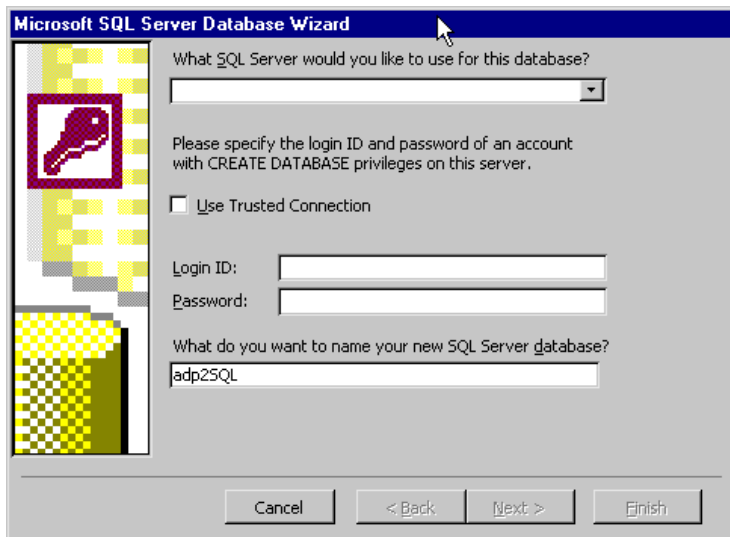 Microsoft SQL Server Database Wizard
What SQL Server would you like to use for this database?
Please specify the login ID and password of an account
with CREATE DATABASE privileges on this server.
Use Trusted Connection
Login ID:
Password:
What do you want to name your new SQL Server database?
adp2SQL
Cancel
< Back
Next >
Finish